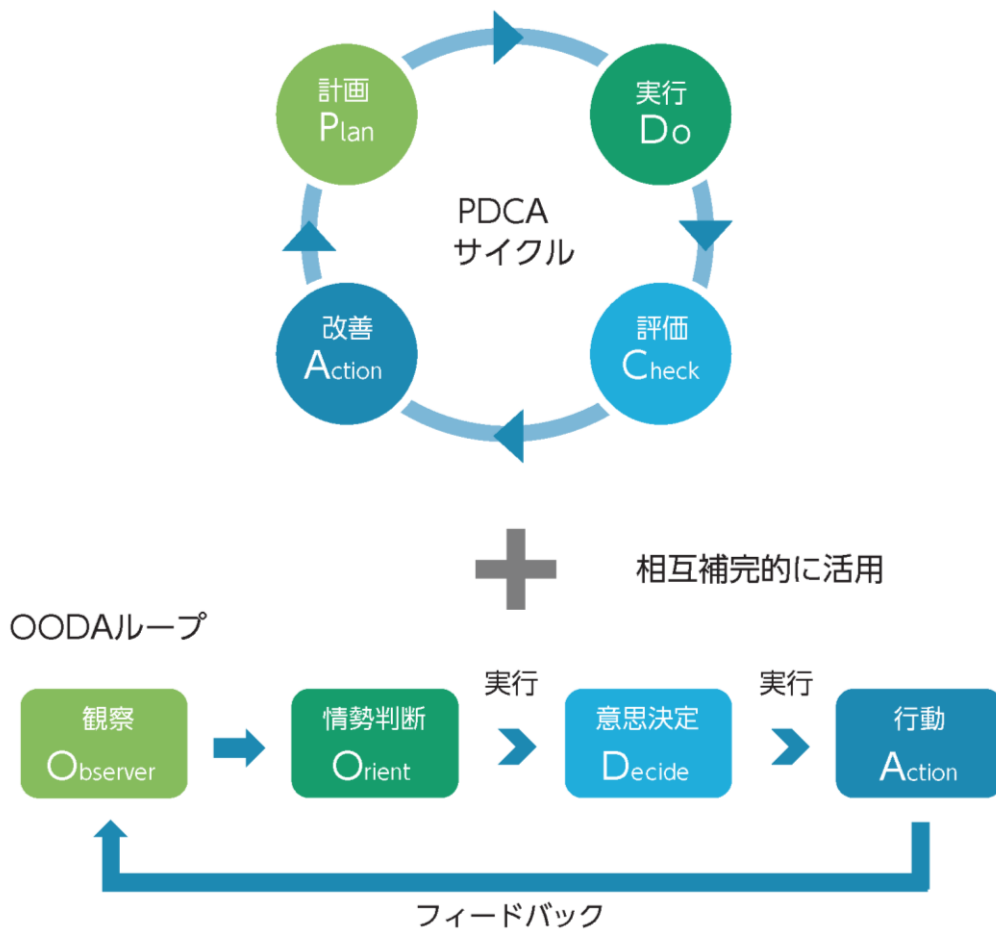 計画
Plan
実行
Do
PDCA
サイクル
改善
Action
評価
Check
相互補完的に活用
OODAループ
実行
実行
観察
Observer
情勢判断
Orient
意思決定
Decide
行動
Action
フィードバック